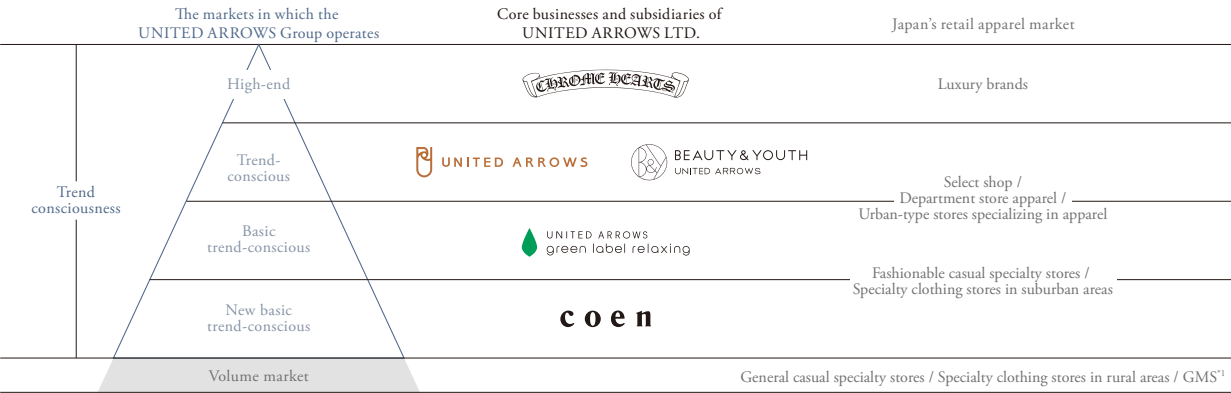 The markets in which the
UNITED ARROWS Group operates
Core businesses and subsidiaries of
UNITED ARROWS LTD.
Japan’s retail apparel market
Trend
consciousness
High-end
CHROME HEARTS
Luxury brands
Trend-
conscious
UNITED ARROWS
B&Y
BEAUTY&YOUTH
UNITED ARROWS
Select shop /
Department store apparel /
Urban-type stores specializing in apparel
Basic
trend-conscious
UNITED ARROWS
green label relaxing
Fashionable casual specialty stores /
Specialty clothing stores in suburban areas
New basic
trend-conscious
coen
Volume market
General casual specialty stores / Specialty clothing stores in rural areas / GMS*1